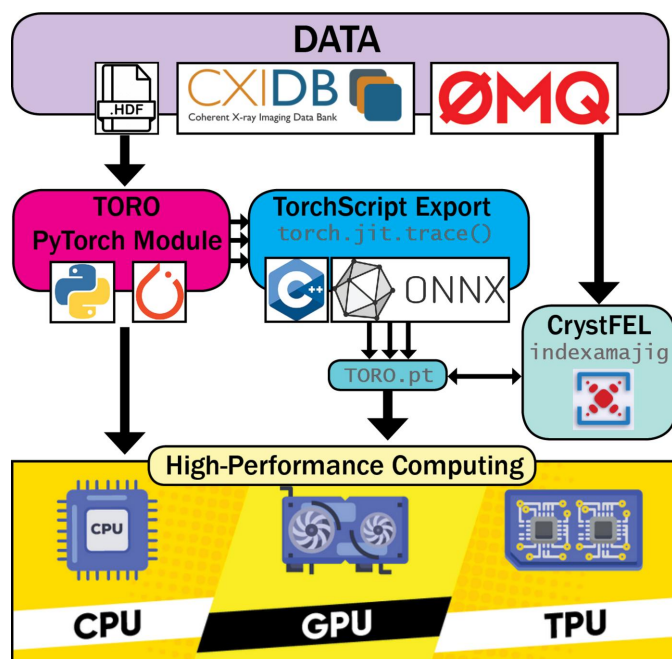 DATA
.HDF
CXIDB
Coherent X-ray Imaging Data Bank
ØMQ
TORO
PyTorch Module
TorchScript Export
torch.jit.trace()
C++
ONNX
CrystFEL
indexamajig
TORO.pt
High-Performance Computing
CPU
CPU
GPU
TPU